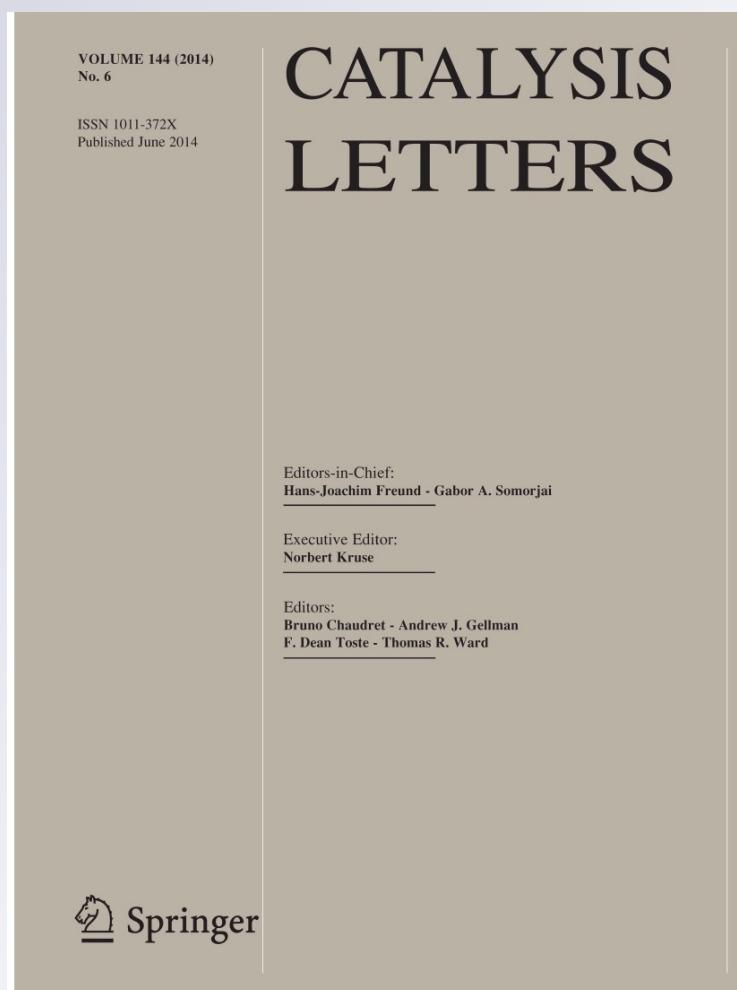 VOLUME 144 (2014)
No. 6
ISSN 1011-372X
Published June 2014
CATALYSIS
LETTERS
Editors-in-Chief:
Hans-Joachim Freund - Gabor A. Somorjai
Executive Editor:
Norbert Kruse
Editors:
Bruno Chaudret - Andrew J. Gellman
F. Dean Toste - Thomas R. Ward
Springer